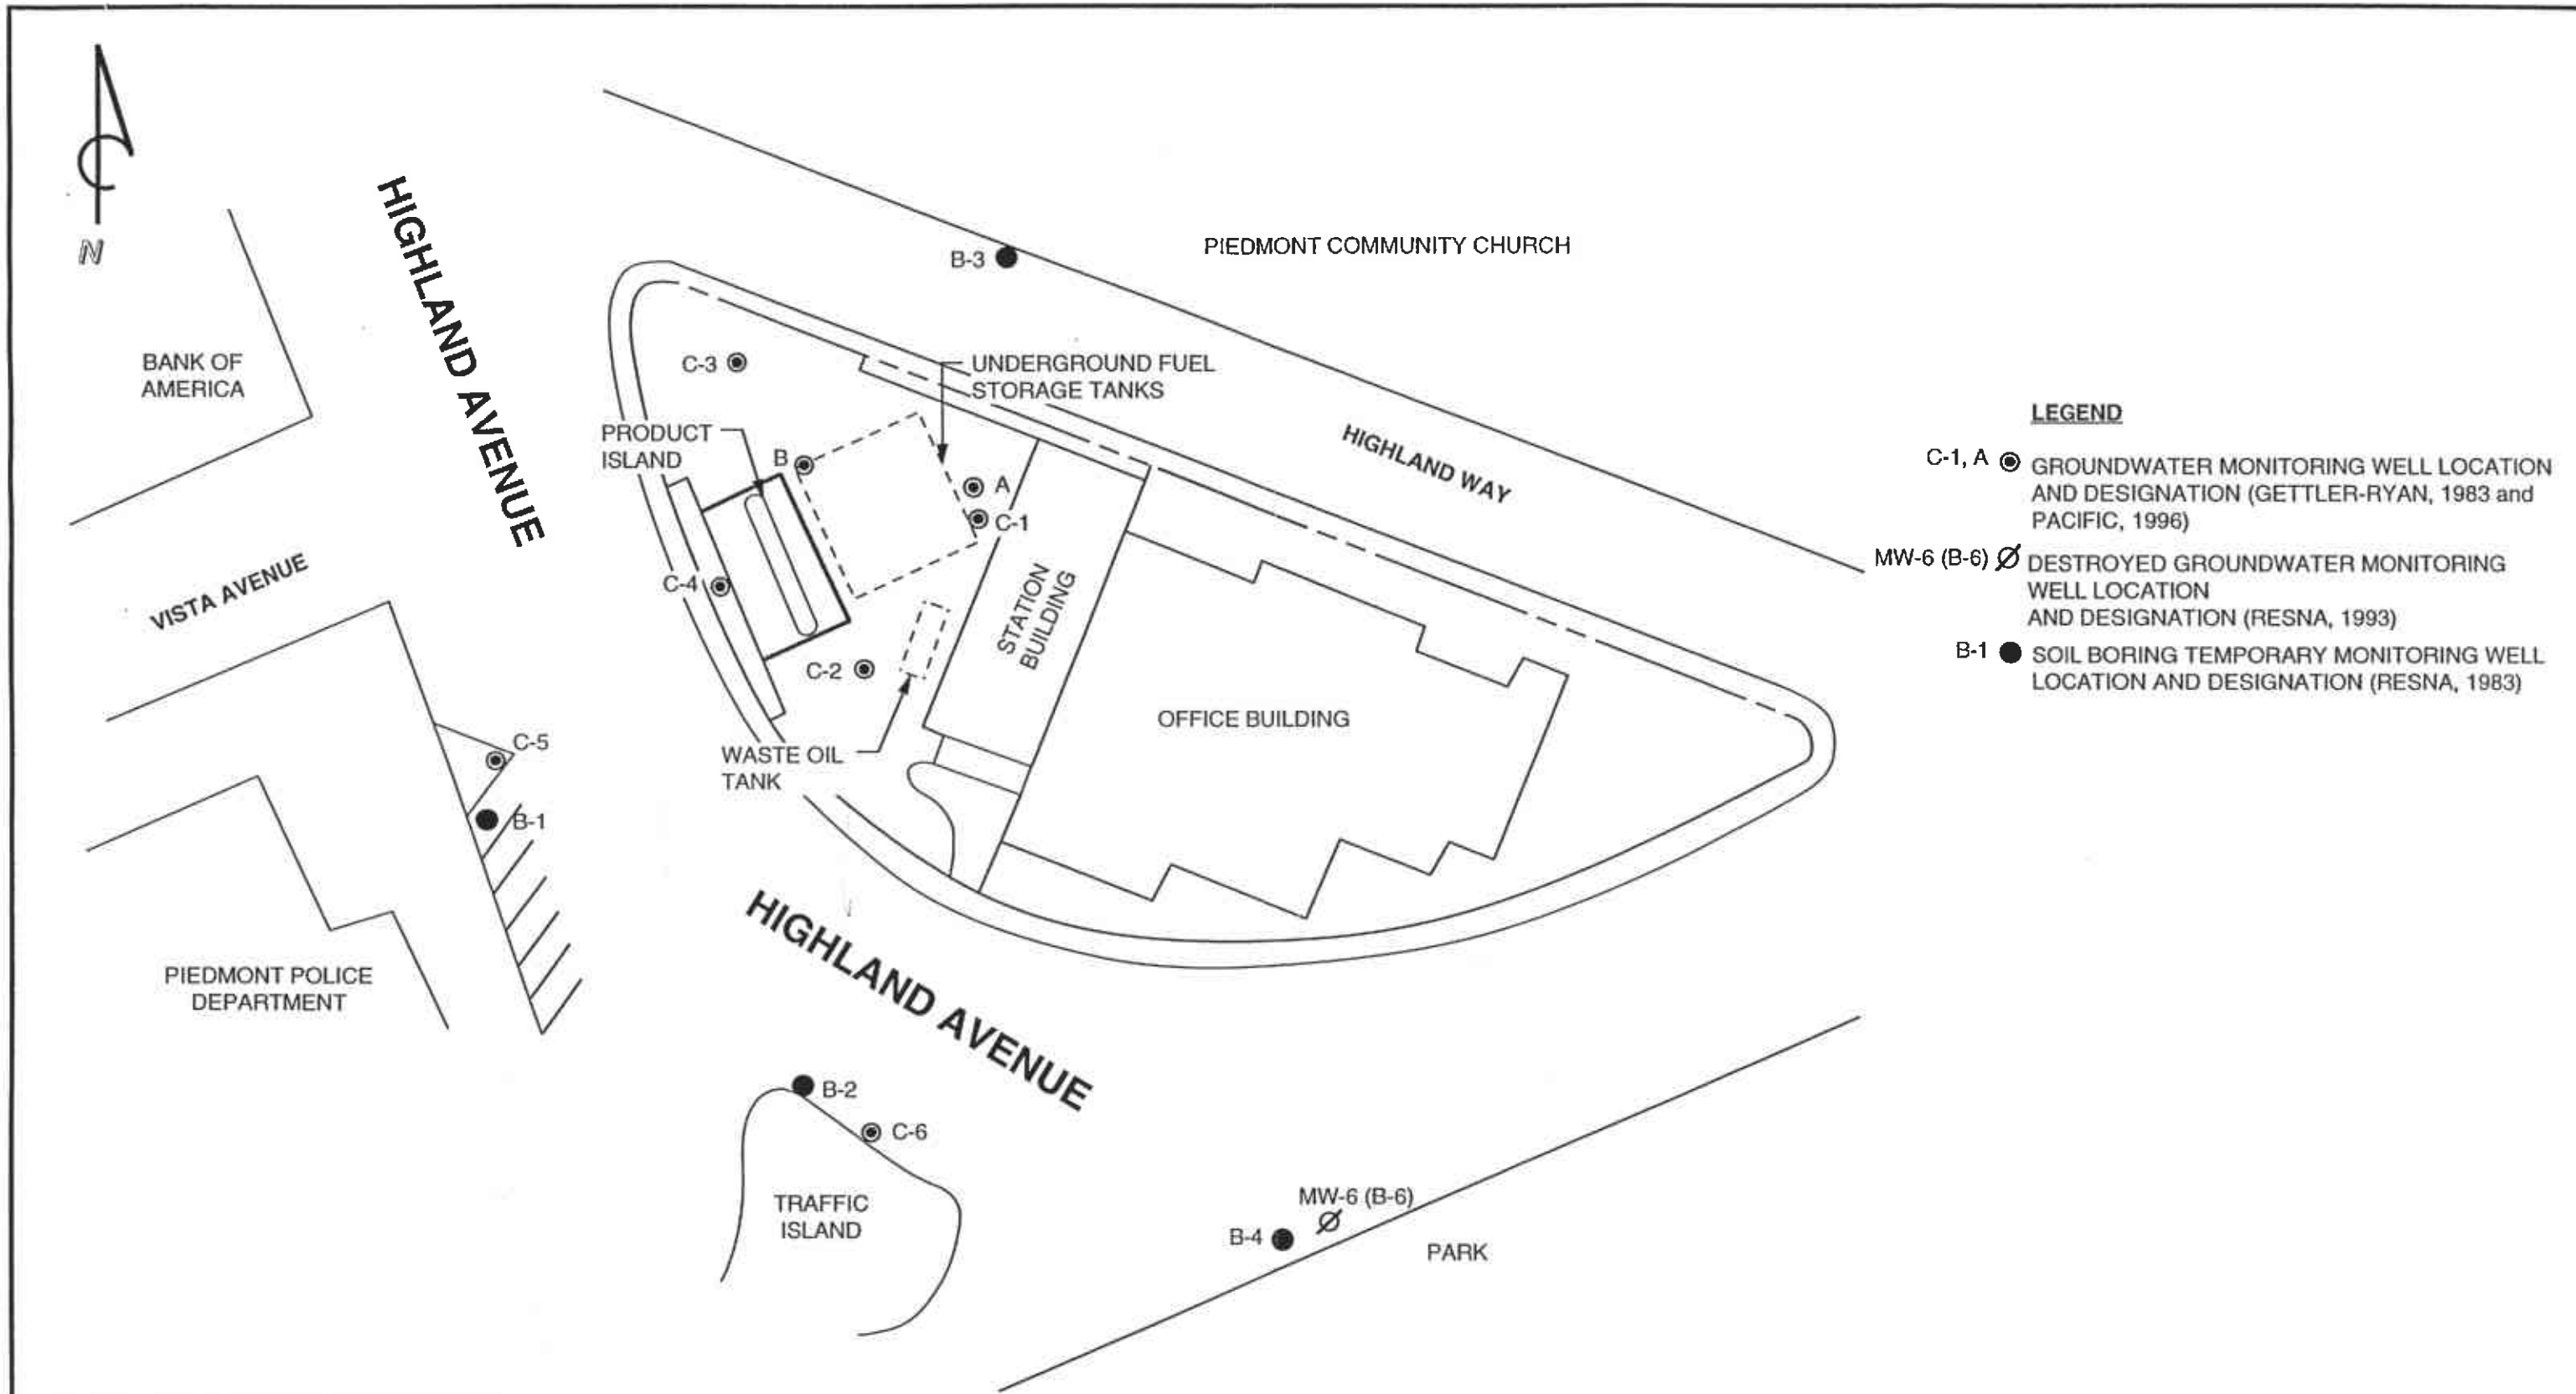 N
HIGHLAND AVENUE
PIEDMONT COMMUNITY CHURCH
B-3
BANK OF
AMERICA
C-3
UNDERGROUND FUEL
STORAGE TANKS
PRODUCT
ISLAND
B
A
C-1
HIGHLAND WAY
C-4
VISTA AVENUE
STATION
BUILDING
C-2
OFFICE BUILDING
WASTE OIL
TANK
C-5
B-1
PIEDMONT POLICE
DEPARTMENT
HIGHLAND AVENUE
B-2
C-6
TRAFFIC
ISLAND
MW-6 (B-6)
B-4
PARK
LEGEND
C-1, A GROUNDWATER MONITORING WELL LOCATION
AND DESIGNATION (GETTLER-RYAN, 1983 and
PACIFIC, 1996)
MW-6 (B-6) DESTROYED GROUNDWATER MONITORING
WELL LOCATION
AND DESIGNATION (RESNA, 1993)
B-1 SOIL BORING TEMPORARY MONITORING WELL
LOCATION AND DESIGNATION (RESNA, 1983)